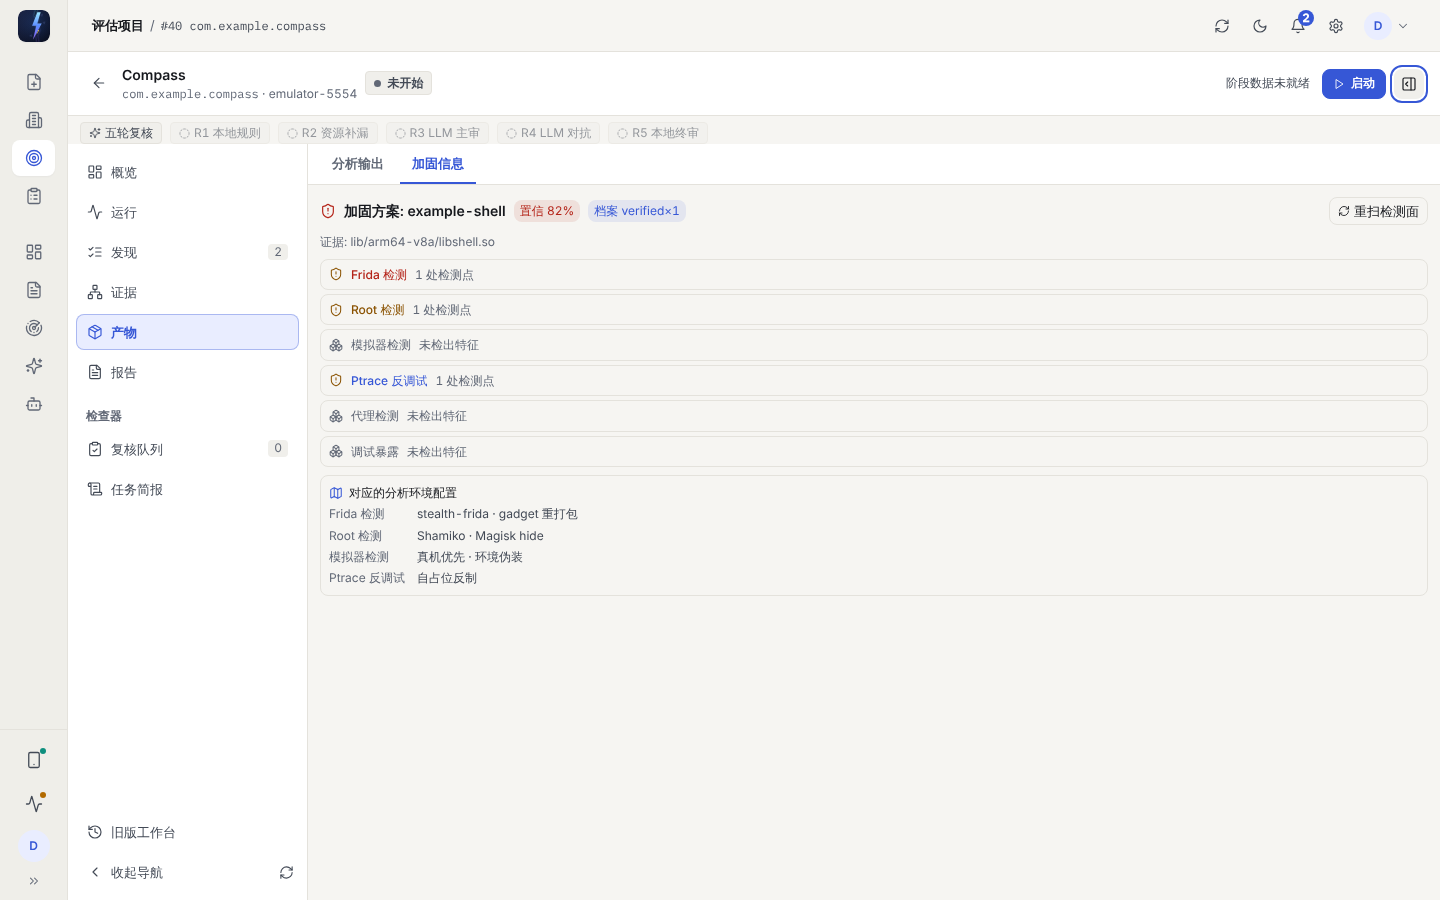 评估项目 / #40 com.example.compass
2
D
Compass
com.example.compass · emulator-5554
未开始
阶段数据未就绪
启动
五轮复核
R1 本地规则
R2 资源补漏
R3 LLM 主审
R4 LLM 对抗
R5 本地终审
概览
运行
发现 2
证据
产物
报告
检查器
复核队列 0
任务简报
旧版工作台
收起导航
D
分析输出
加固信息
加固方案: example-shell 置信 82% 档案 verified×1
重扫检测面
证据: lib/arm64-v8a/libshell.so
Frida 检测 1 处检测点
Root 检测 1 处检测点
模拟器检测 未检出特征
Ptrace 反调试 1 处检测点
代理检测 未检出特征
调试暴露 未检出特征
对应的分析环境配置
Frida 检测 stealth-frida · gadget 重打包
Root 检测 Shamiko · Magisk hide
模拟器检测 真机优先 · 环境伪装
Ptrace 反调试 自占位反制